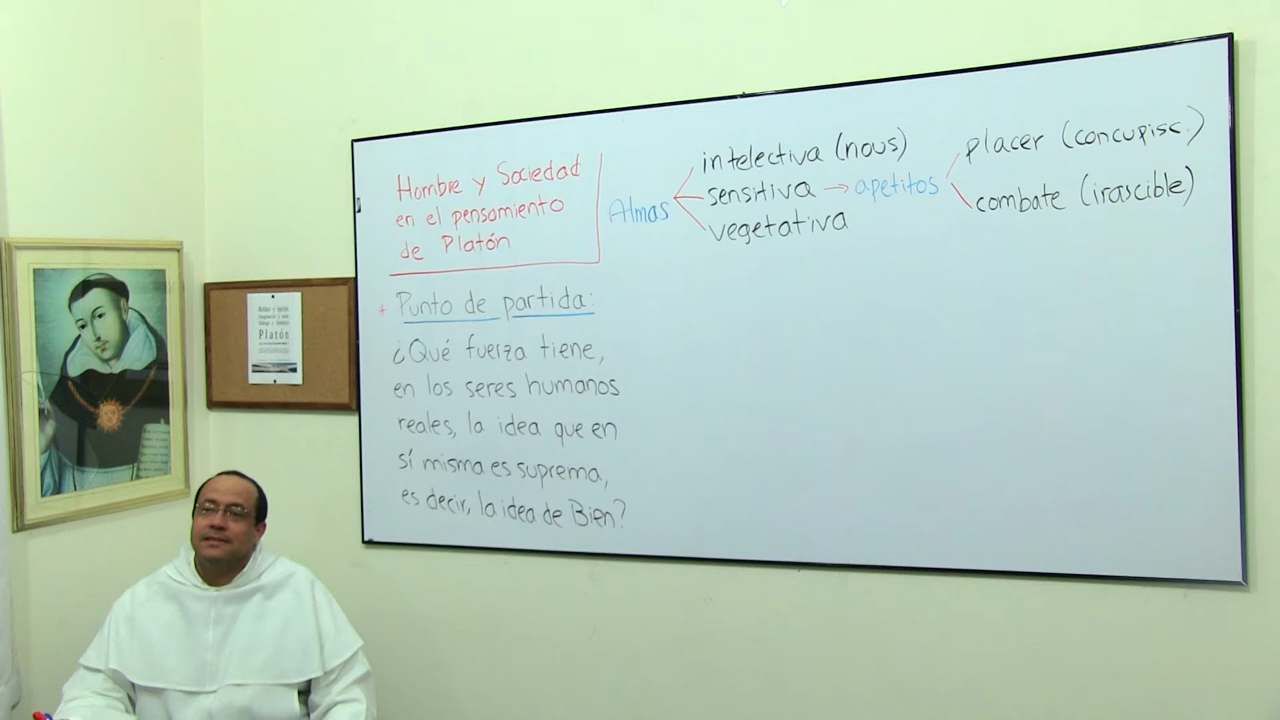 Hombre y Sociedad
en el pensamiento
de Platón
* Punto de partida:
¿Qué fuerza tiene,
en los seres humanos
reales, la idea que en
sí misma es suprema,
es decir, la idea de Bien?
Almas
intelectiva (nous)
sensitiva → apetitos
vegetativa
placer (concupisc.)
combate (irascible)
Platón